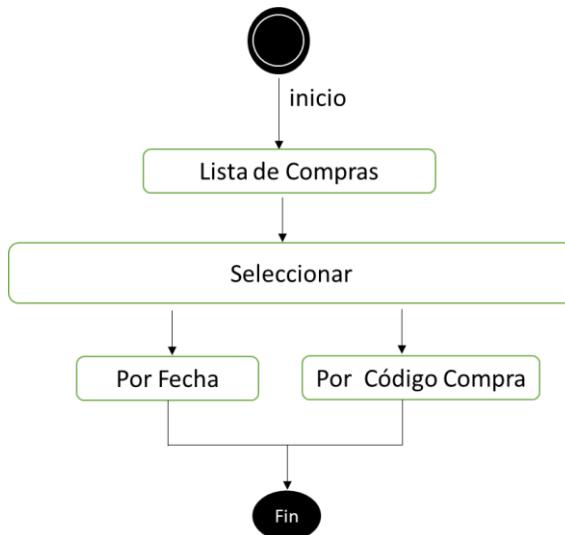 inicio
Lista de Compras
Seleccionar
Por Fecha
Por Código Compra
Fin